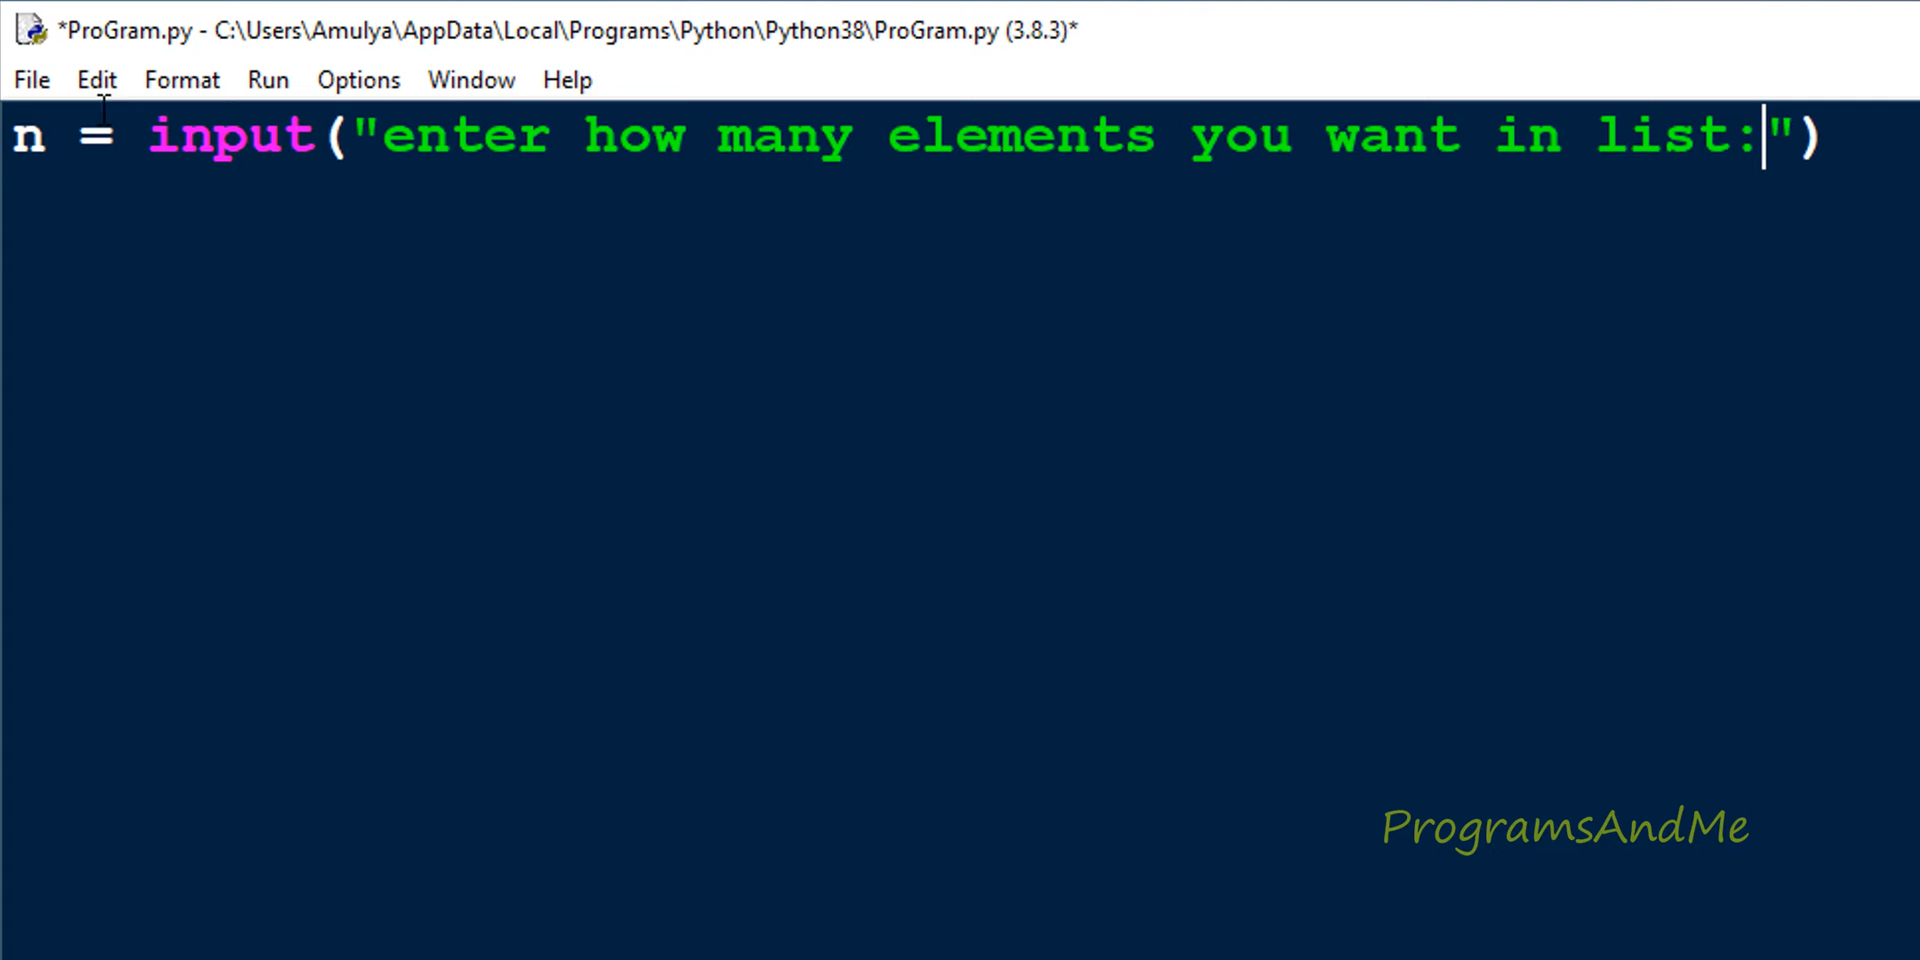 *ProGram.py - C:\Users\Amulya\AppData\Local\Programs\Python\Python38\ProGram.py (3.8.3)*
File Edit Format Run Options Window Help
n = input("enter how many elements you want in list:")
ProgramsAndMe